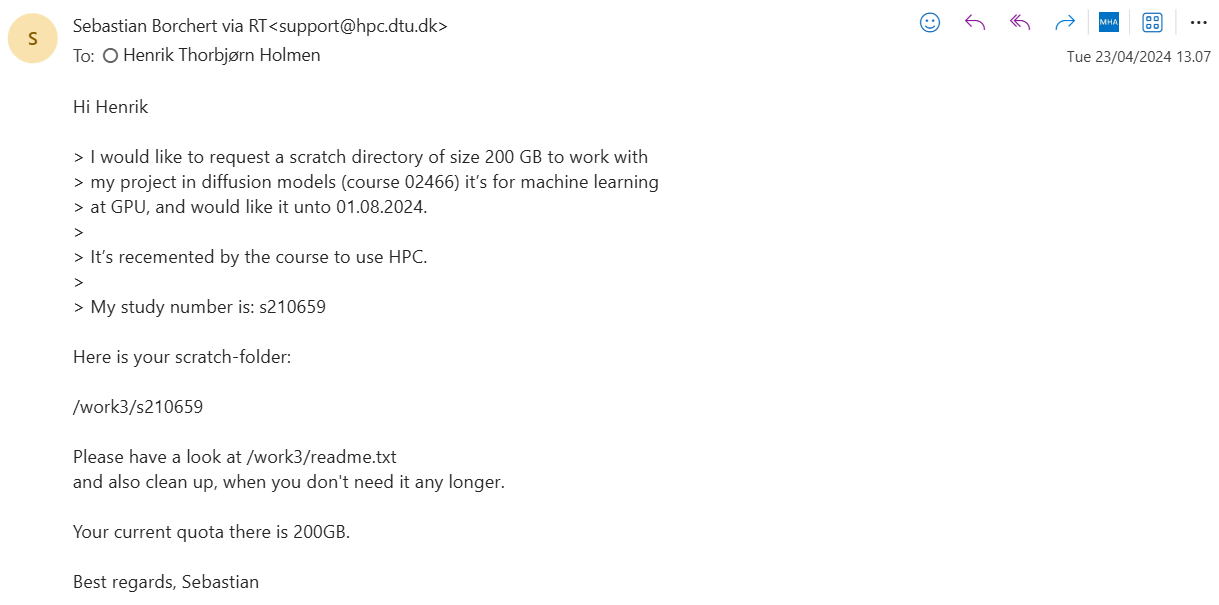 S
Sebastian Borchert via RT<support@hpc.dtu.dk>
MHA
To: Henrik Thorbjørn Holmen
Tue 23/04/2024 13.07
Hi Henrik
> I would like to request a scratch directory of size 200 GB to work with
> my project in diffusion models (course 02466) it’s for machine learning
> at GPU, and would like it unto 01.08.2024.
>
> It’s recemented by the course to use HPC.
>
> My study number is: s210659
Here is your scratch-folder:
/work3/s210659
Please have a look at /work3/readme.txt
and also clean up, when you don't need it any longer.
Your current quota there is 200GB.
Best regards, Sebastian